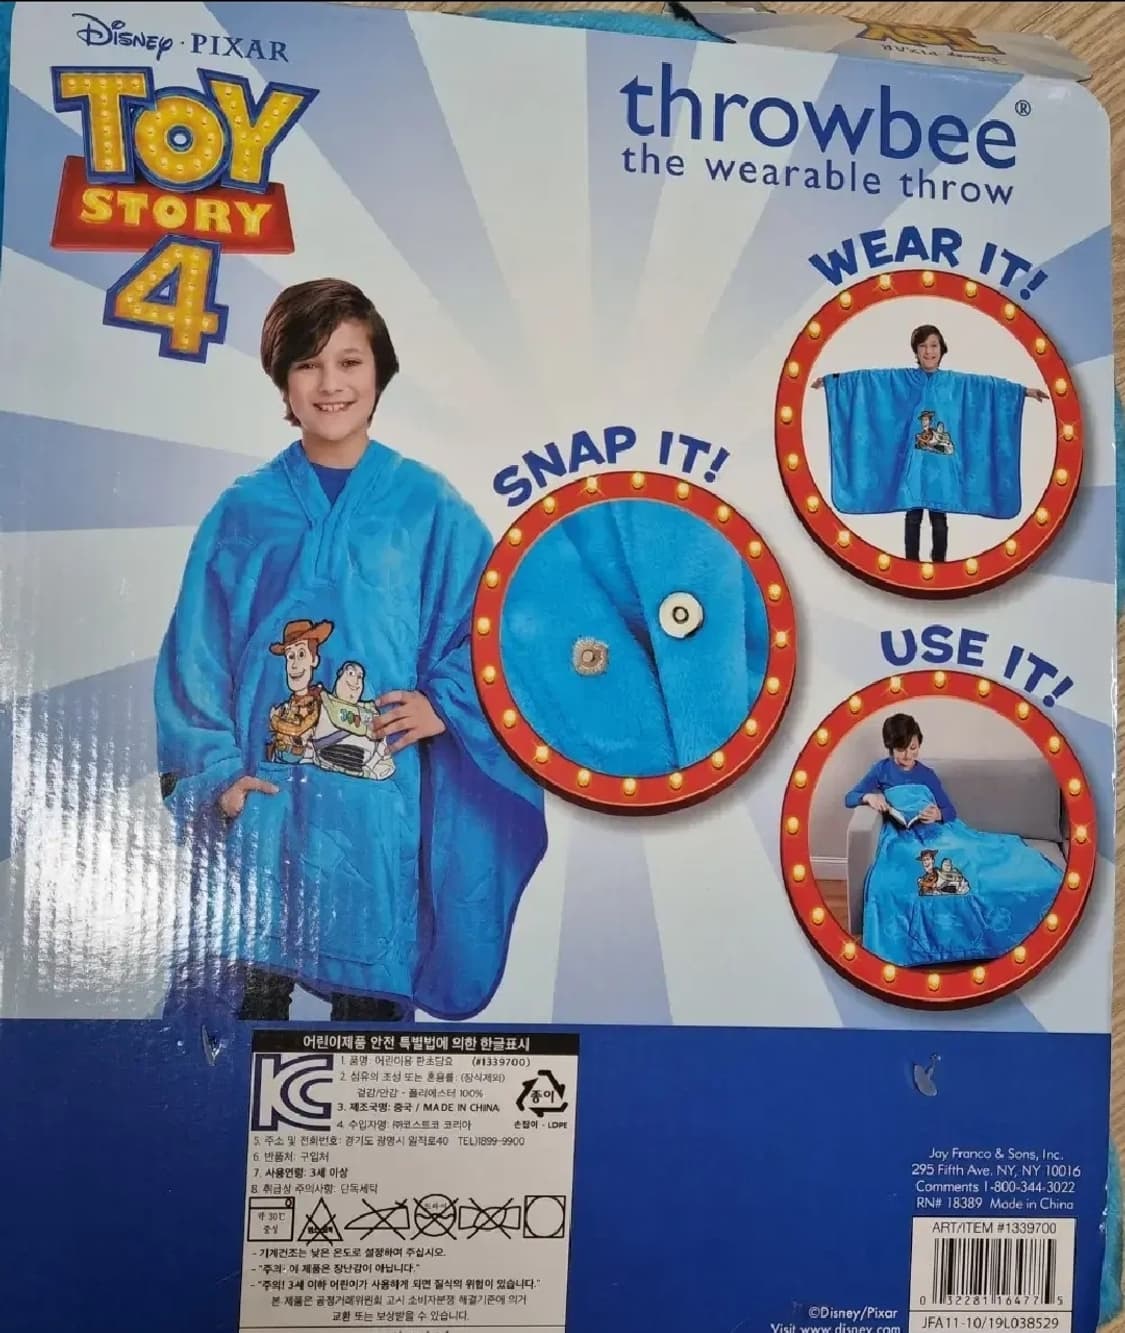 Disney · PIXAR
TOY
STORY
4
throwbee®
the wearable throw
WEAR IT!
SNAP IT!
USE IT!
어린이제품 안전 특별법에 의한 한글표시
1. 품명: 어린이용 판초담요 (#1339700)
2. 섬유의 조성 또는 혼용률: (장식제외)
겉감/안감 - 폴리에스터 100%
3. 제조국명: 중국 / MADE IN CHINA
4. 수입자명: ㈜코스트코 코리아
종이
손잡이 - LDPE
5. 주소 및 전화번호: 경기도 광명시 일직로40 TEL)1899-9900
6. 반품처: 구입처
7. 사용연령: 3세 이상
8. 취급상 주의사항: 단독세탁
약 30℃
중성
- 기계건조는 낮은 온도로 설정하여 주십시오.
- "주의: 이 제품은 장난감이 아닙니다."
- "주의! 3세 이하 어린이가 사용하게 되면 질식의 위험이 있습니다."
본 제품은 공정거래위원회 고시 소비자분쟁 해결기준에 의거
교환 또는 보상받을 수 있습니다.
Jay Franco & Sons, Inc.
295 Fifth Ave. NY, NY 10016
Comments 1-800-344-3022
RN# 18389 Made in China
ART/ITEM #1339700
0 32281 16477 5
JFA11-10/19L038529
©Disney/Pixar
Visit www.disney.com